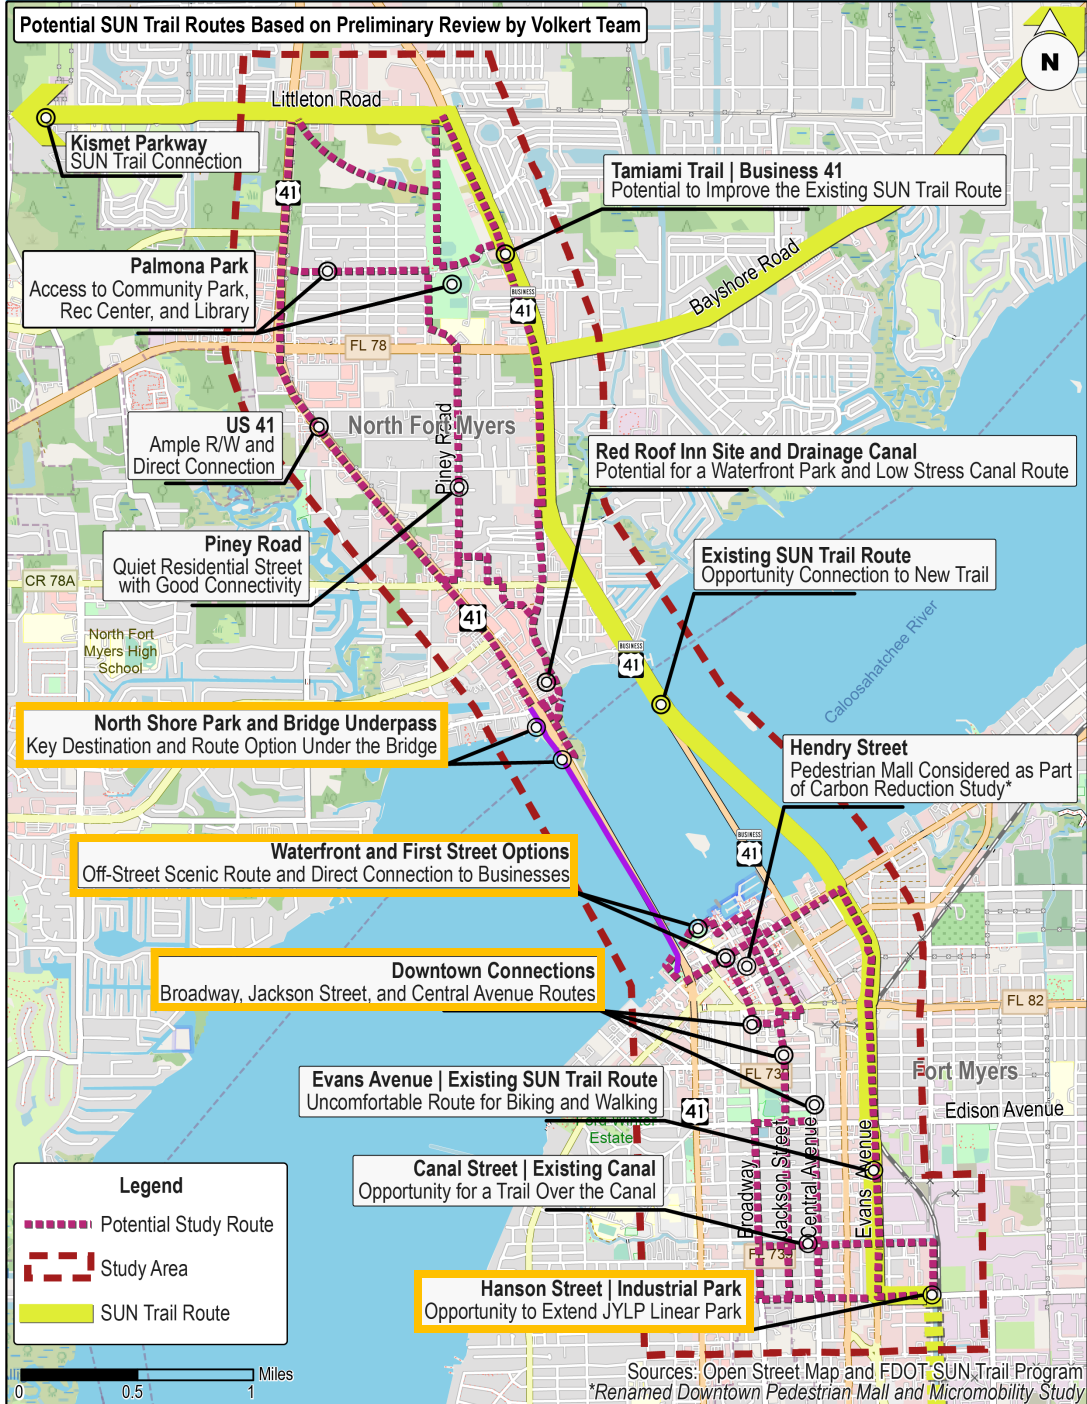 Potential SUN Trail Routes Based on Preliminary Review by Volkert Team
N
Littleton Road
Kismet Parkway
SUN Trail Connection
41
Tamiami Trail | Business 41
Potential to Improve the Existing SUN Trail Route
Palmona Park
Access to Community Park,
Rec Center, and Library
Bayshore Road
BUSINESS
41
FL 78
US 41
Ample R/W and
Direct Connection
North Fort Myers
Piney Road
Red Roof Inn Site and Drainage Canal
Potential for a Waterfront Park and Low Stress Canal Route
Piney Road
Quiet Residential Street
with Good Connectivity
Existing SUN Trail Route
Opportunity Connection to New Trail
CR 78A
41
North Fort
Myers High
School
BUSINESS
41
Caloosahatchee River
North Shore Park and Bridge Underpass
Key Destination and Route Option Under the Bridge
Hendry Street
Pedestrian Mall Considered as Part
of Carbon Reduction Study*
BUSINESS
41
Waterfront and First Street Options
Off-Street Scenic Route and Direct Connection to Businesses
Downtown Connections
Broadway, Jackson Street, and Central Avenue Routes
FL 82
Evans Avenue | Existing SUN Trail Route
Uncomfortable Route for Biking and Walking
FL 73
Fort Myers
41
Edison Avenue
Estate
Canal Street | Existing Canal
Opportunity for a Trail Over the Canal
Broadway
Jackson Street
Central Avenue
Evans Avenue
FL 73
Hanson Street | Industrial Park
Opportunity to Extend JYLP Linear Park
Legend
Potential Study Route
Study Area
SUN Trail Route
0 0.5 1 Miles
Sources: Open Street Map and FDOT SUN Trail Program
*Renamed Downtown Pedestrian Mall and Micromobility Study